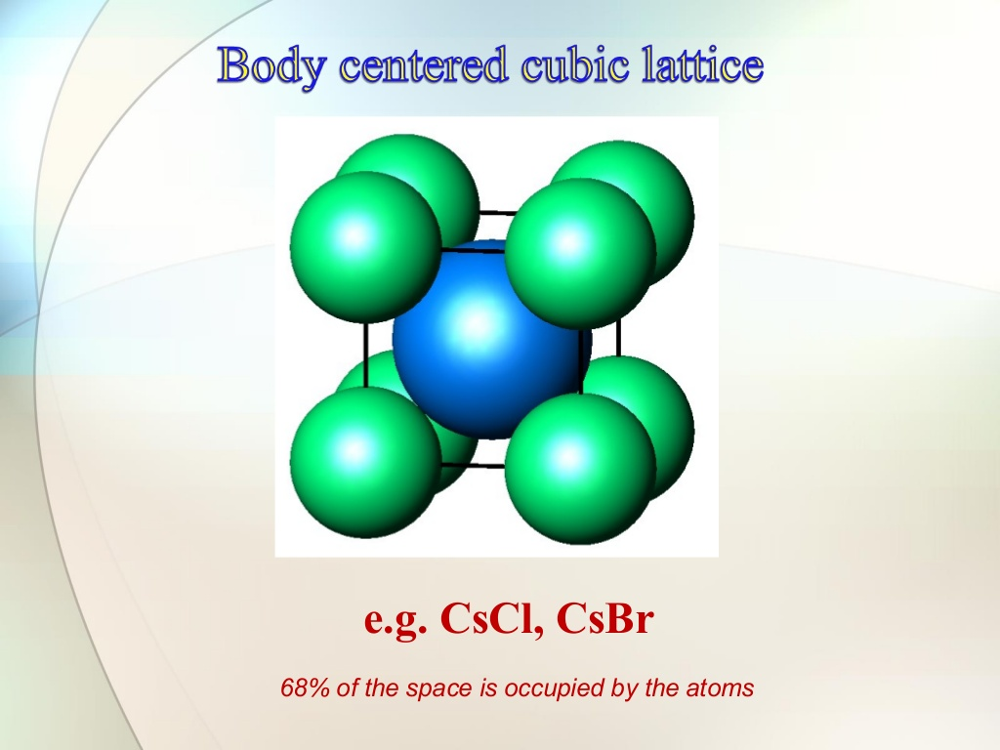 Body centered cubic lattice
e.g. CsCl, CsBr
68% of the space is occupied by the atoms